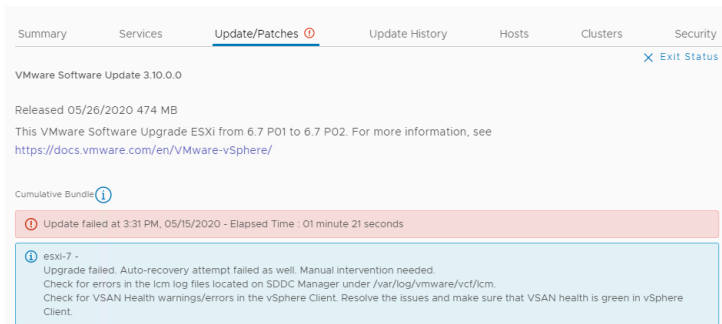 Summary Services Update/Patches Update History Hosts Clusters Security
Exit Status
VMware Software Update 3.10.0.0
Released 05/26/2020 474 MB
This VMware Software Upgrade ESXi from 6.7 P01 to 6.7 P02. For more information, see
https://docs.vmware.com/en/VMware-vSphere/
Cumulative Bundle
Update failed at 3:31 PM, 05/15/2020 - Elapsed Time : 01 minute 21 seconds
esxi-7 -
Upgrade failed. Auto-recovery attempt failed as well. Manual intervention needed.
Check for errors in the lcm log files located on SDDC Manager under /var/log/vmware/vcf/lcm.
Check for VSAN Health warnings/errors in the vSphere Client. Resolve the issues and make sure that VSAN health is green in vSphere
Client.